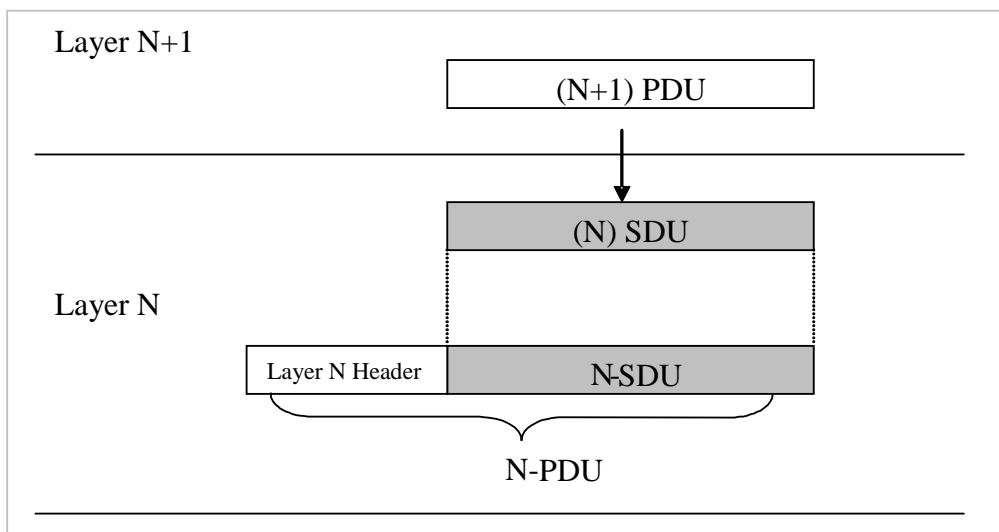 Layer N+1
(N+1) PDU
(N) SDU
Layer N
Layer N Header
N-SDU
N-PDU